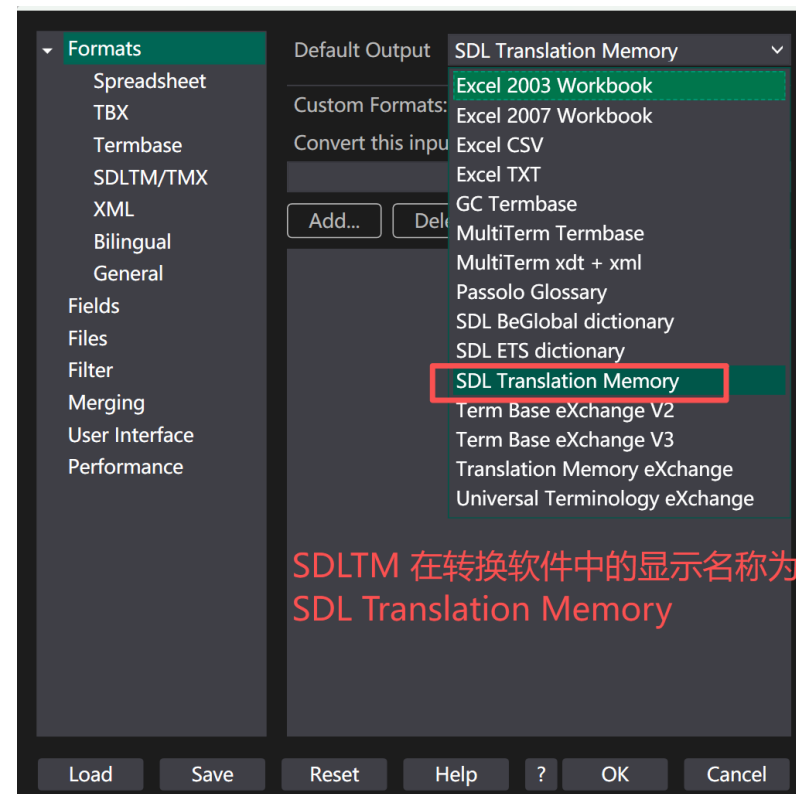 Formats
Spreadsheet
TBX
Termbase
SDLTM/TMX
XML
Bilingual
General
Fields
Files
Filter
Merging
User Interface
Performance
Default Output SDL Translation Memory
Custom Formats:
Convert this inpu
Add...
Excel 2003 Workbook
Excel 2007 Workbook
Excel CSV
Excel TXT
GC Termbase
MultiTerm Termbase
MultiTerm xdt + xml
Passolo Glossary
SDL BeGlobal dictionary
SDL ETS dictionary
SDL Translation Memory
Term Base eXchange V2
Term Base eXchange V3
Translation Memory eXchange
Universal Terminology eXchange
SDLTM 在转换软件中的显示名称为
SDL Translation Memory
Load Save Reset Help ? OK Cancel